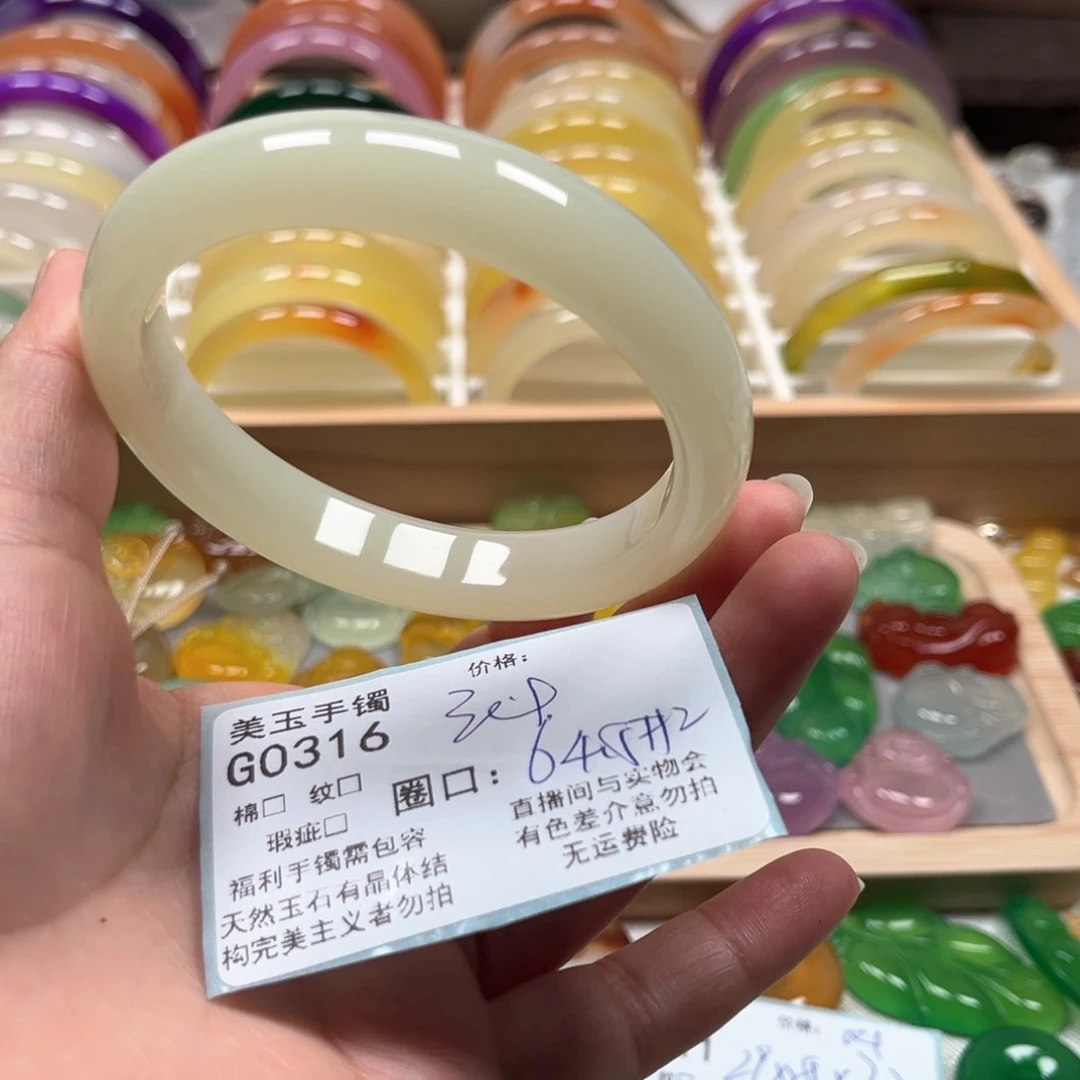 价格:
美玉手镯
G0316
棉□ 纹□
圈口:
瑕疵□
直播间与实物会
有色差介意勿拍
无运费险
福利手镯需包容
天然玉石有晶体结
构完美主义者勿拍
价格: